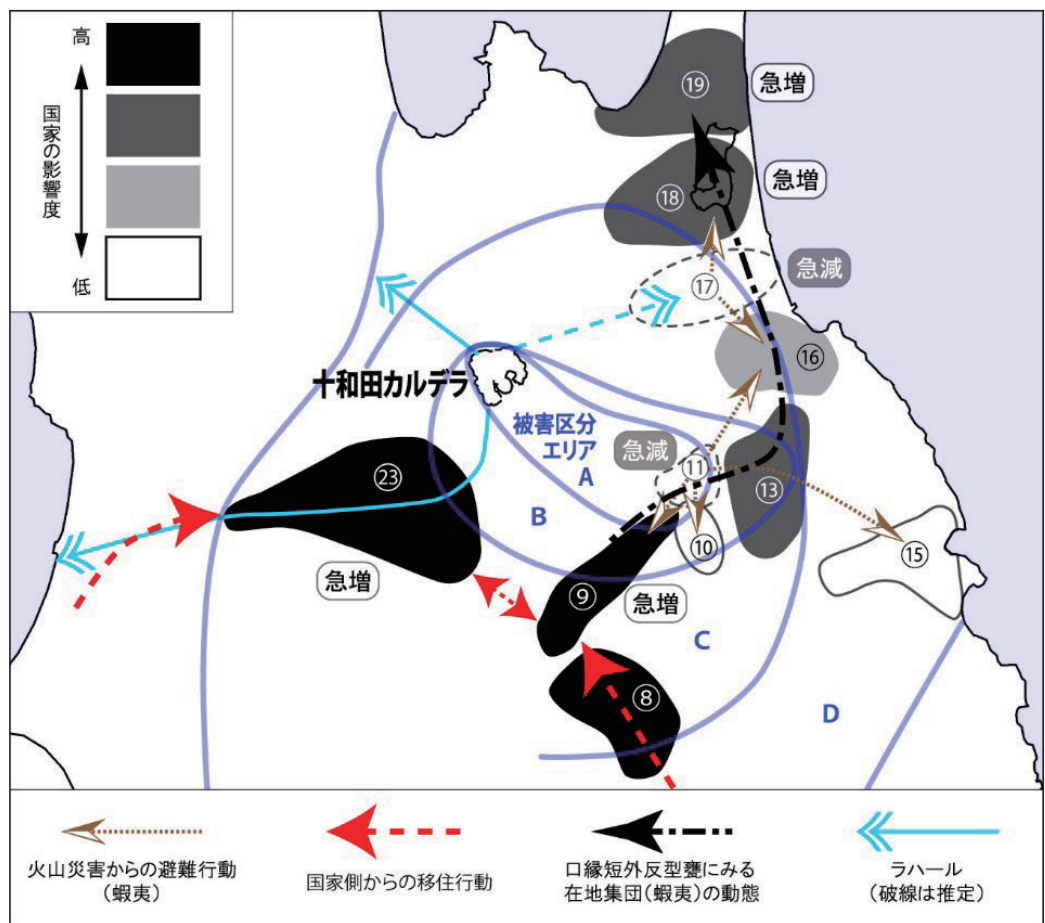 高
国家の影響度
低
⑲
急増
⑱
急増
⑰
急減
⑯
十和田カルデラ
被害区分
エリア
A
急減
⑪
⑬
㉓
B
⑩
⑮
急増
⑨
急増
C
⑧
D
火山災害からの避難行動
(蝦夷)
国家側からの移住行動
口縁短外反型甕にみる
在地集団(蝦夷)の動態
ラハール
(破線は推定)